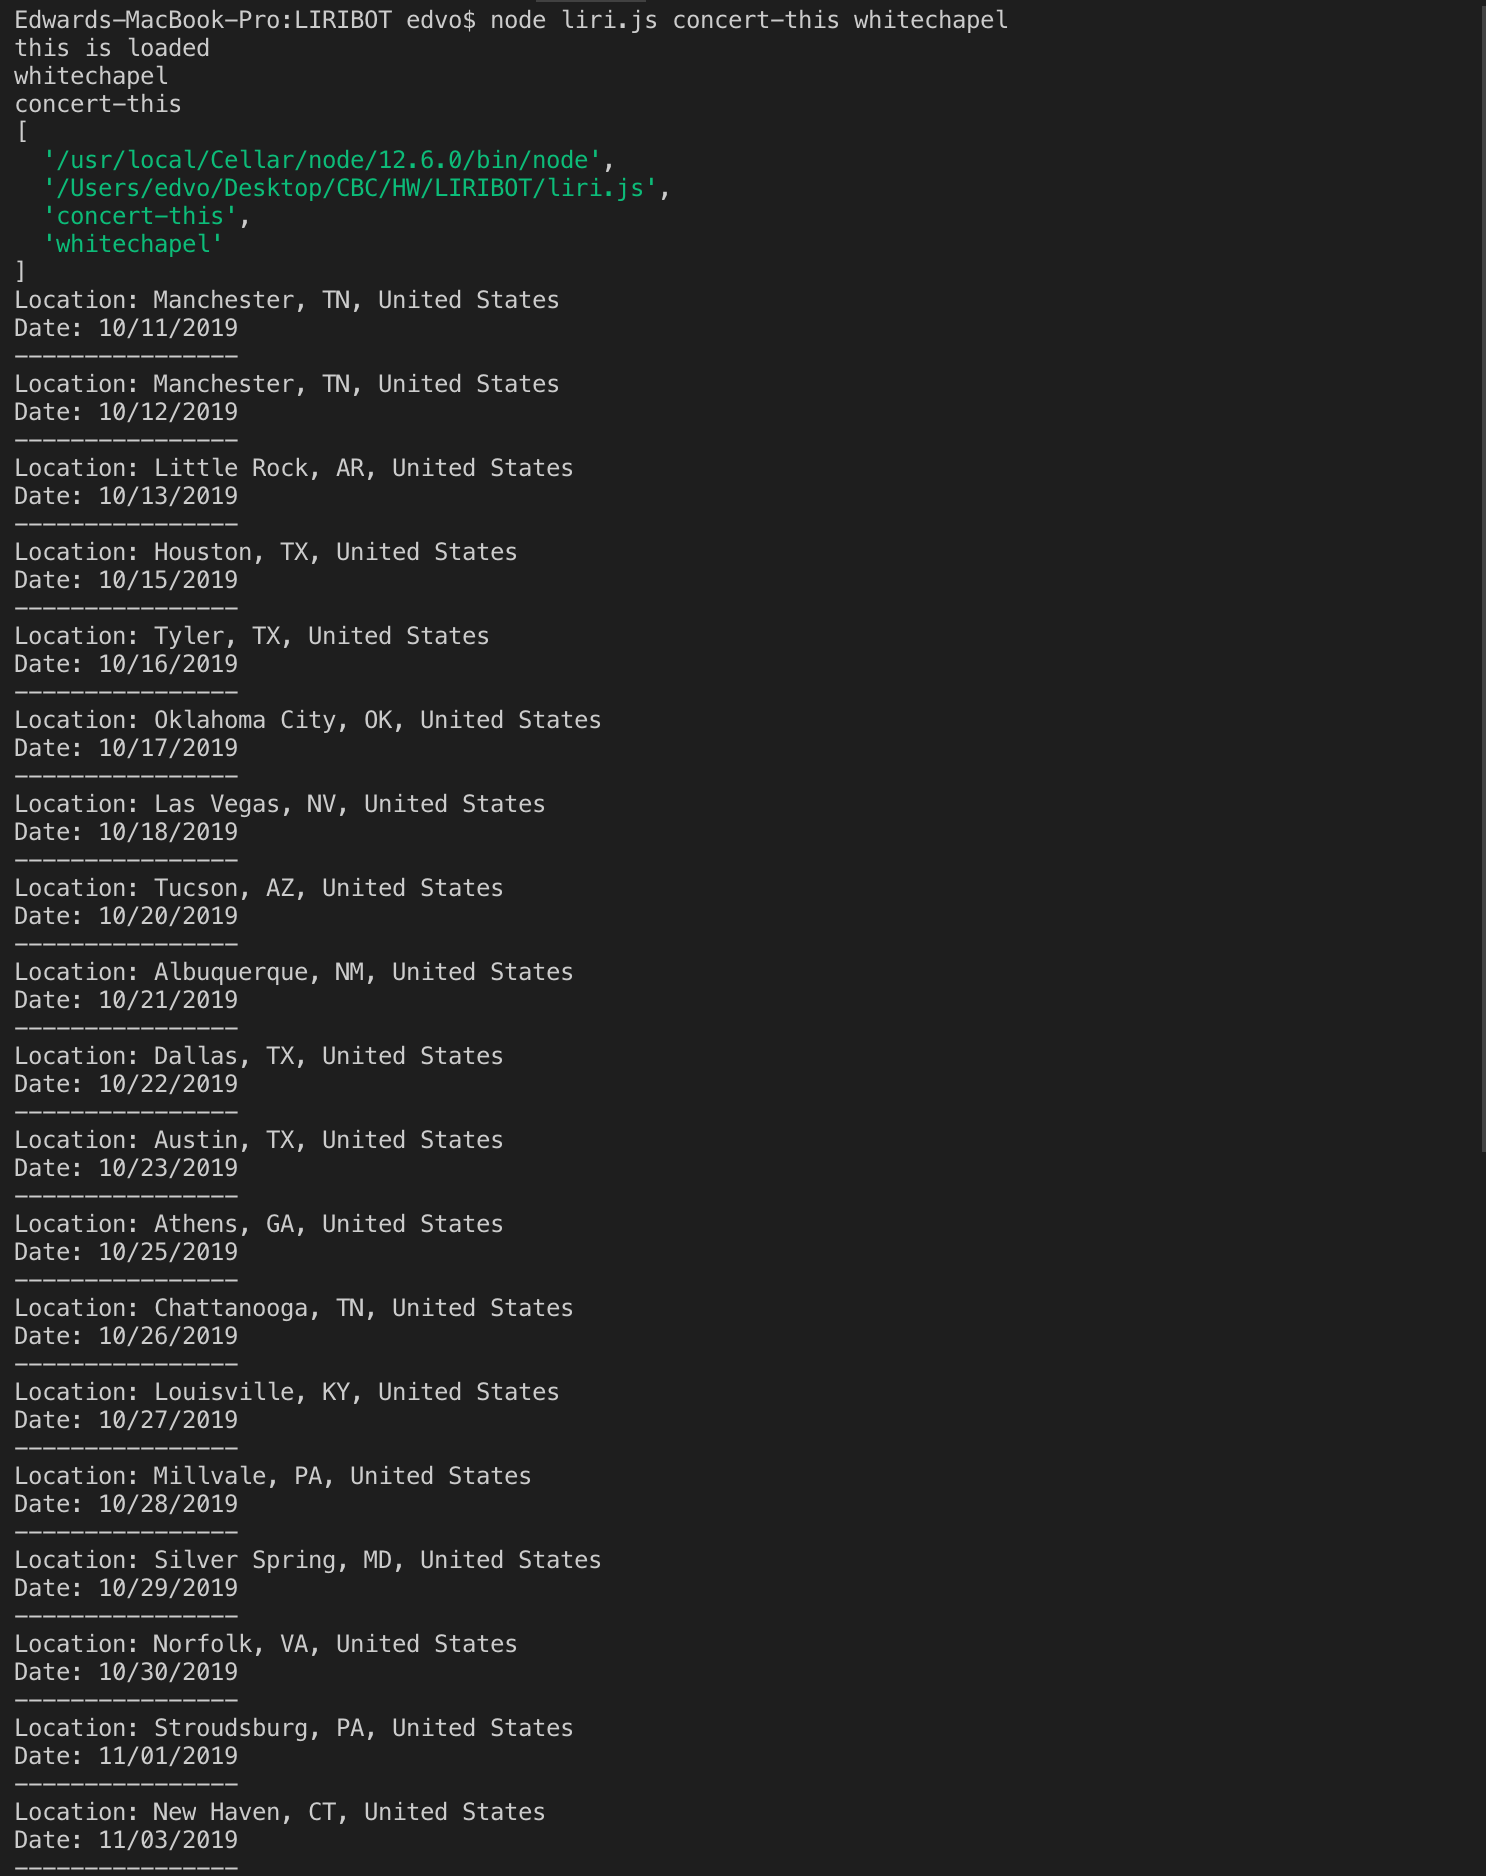 Edwards-MacBook-Pro:LIRIBOT edvo$ node liri.js concert-this whitechapel
this is loaded
whitechapel
concert-this
[
  '/usr/local/Cellar/node/12.6.0/bin/node',
  '/Users/edvo/Desktop/CBC/HW/LIRIBOT/liri.js',
  'concert-this',
  'whitechapel'
]
Location: Manchester, TN, United States
Date: 10/11/2019
----------------
Location: Manchester, TN, United States
Date: 10/12/2019
----------------
Location: Little Rock, AR, United States
Date: 10/13/2019
----------------
Location: Houston, TX, United States
Date: 10/15/2019
----------------
Location: Tyler, TX, United States
Date: 10/16/2019
----------------
Location: Oklahoma City, OK, United States
Date: 10/17/2019
----------------
Location: Las Vegas, NV, United States
Date: 10/18/2019
----------------
Location: Tucson, AZ, United States
Date: 10/20/2019
----------------
Location: Albuquerque, NM, United States
Date: 10/21/2019
----------------
Location: Dallas, TX, United States
Date: 10/22/2019
----------------
Location: Austin, TX, United States
Date: 10/23/2019
----------------
Location: Athens, GA, United States
Date: 10/25/2019
----------------
Location: Chattanooga, TN, United States
Date: 10/26/2019
----------------
Location: Louisville, KY, United States
Date: 10/27/2019
----------------
Location: Millvale, PA, United States
Date: 10/28/2019
----------------
Location: Silver Spring, MD, United States
Date: 10/29/2019
----------------
Location: Norfolk, VA, United States
Date: 10/30/2019
----------------
Location: Stroudsburg, PA, United States
Date: 11/01/2019
----------------
Location: New Haven, CT, United States
Date: 11/03/2019
----------------